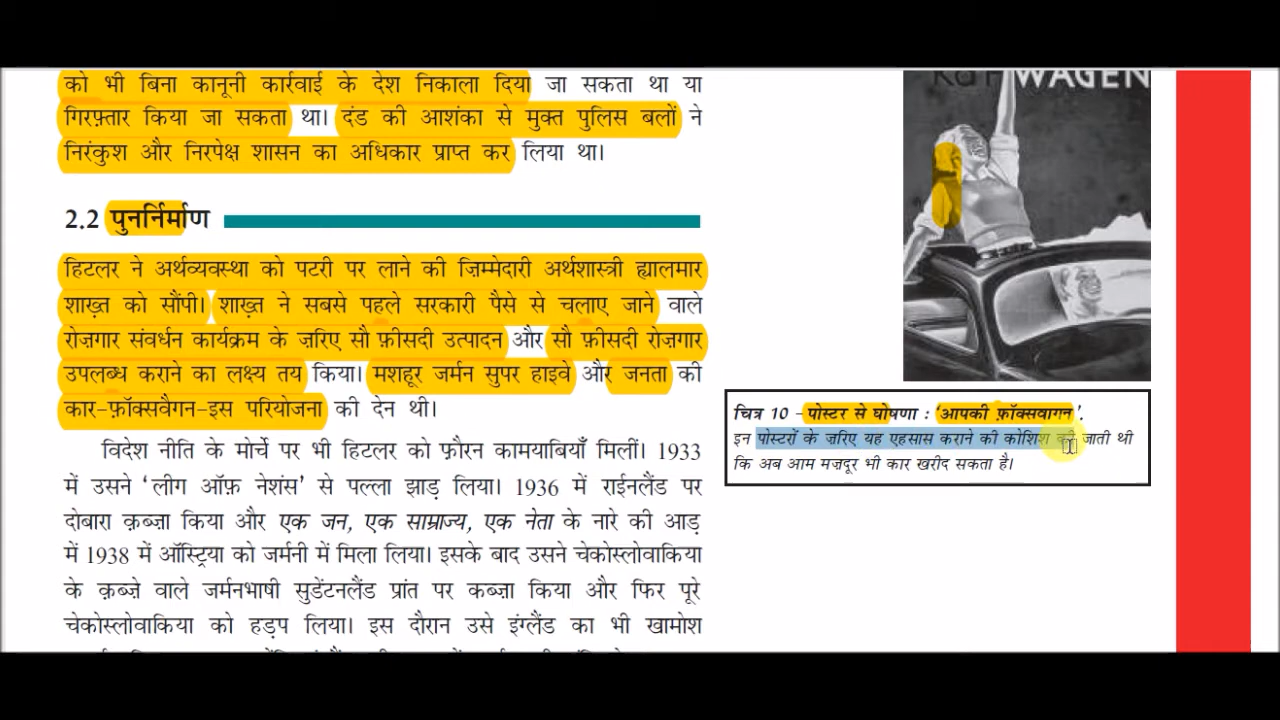 को भी बिना कानूनी कार्रवाई के देश निकाला दिया जा सकता था या
गिरफ़्तार किया जा सकता था। दंड की आशंका से मुक्त पुलिस बलों ने
निरंकुश और निरपेक्ष शासन का अधिकार प्राप्त कर लिया था।
2.2 पुनर्निर्माण
हिटलर ने अर्थव्यवस्था को पटरी पर लाने की ज़िम्मेदारी अर्थशास्त्री ह्यालमार
शाख़्त को सौंपी। शाख़्त ने सबसे पहले सरकारी पैसे से चलाए जाने वाले
रोज़गार संवर्धन कार्यक्रम के ज़रिए सौ फ़ीसदी उत्पादन और सौ फ़ीसदी रोज़गार
उपलब्ध कराने का लक्ष्य तय किया। मशहूर जर्मन सुपर हाइवे और जनता की
कार–फ़ॉक्सवैगन–इस परियोजना की देन थी।
विदेश नीति के मोर्चे पर भी हिटलर को फ़ौरन कामयाबियाँ मिलीं। 1933
में उसने ‘लीग ऑफ़ नेशंस’ से पल्ला झाड़ लिया। 1936 में राईनलैंड पर
दोबारा क़ब्ज़ा किया और एक जन, एक साम्राज्य, एक नेता के नारे की आड़
में 1938 में ऑस्ट्रिया को जर्मनी में मिला लिया। इसके बाद उसने चेकोस्लोवाकिया
के क़ब्ज़े वाले जर्मनभाषी सुडेंटनलैंड प्रांत पर कब्ज़ा किया और फिर पूरे
चेकोस्लोवाकिया को हड़प लिया। इस दौरान उसे इंग्लैंड का भी खामोश
WAGEN
चित्र 10 – पोस्टर से घोषणा : ‘आपकी फ़ॉक्सवागन’.
इन पोस्टरों के ज़रिए यह एहसास कराने की कोशिश की जाती थी
कि अब आम मज़दूर भी कार खरीद सकता है।